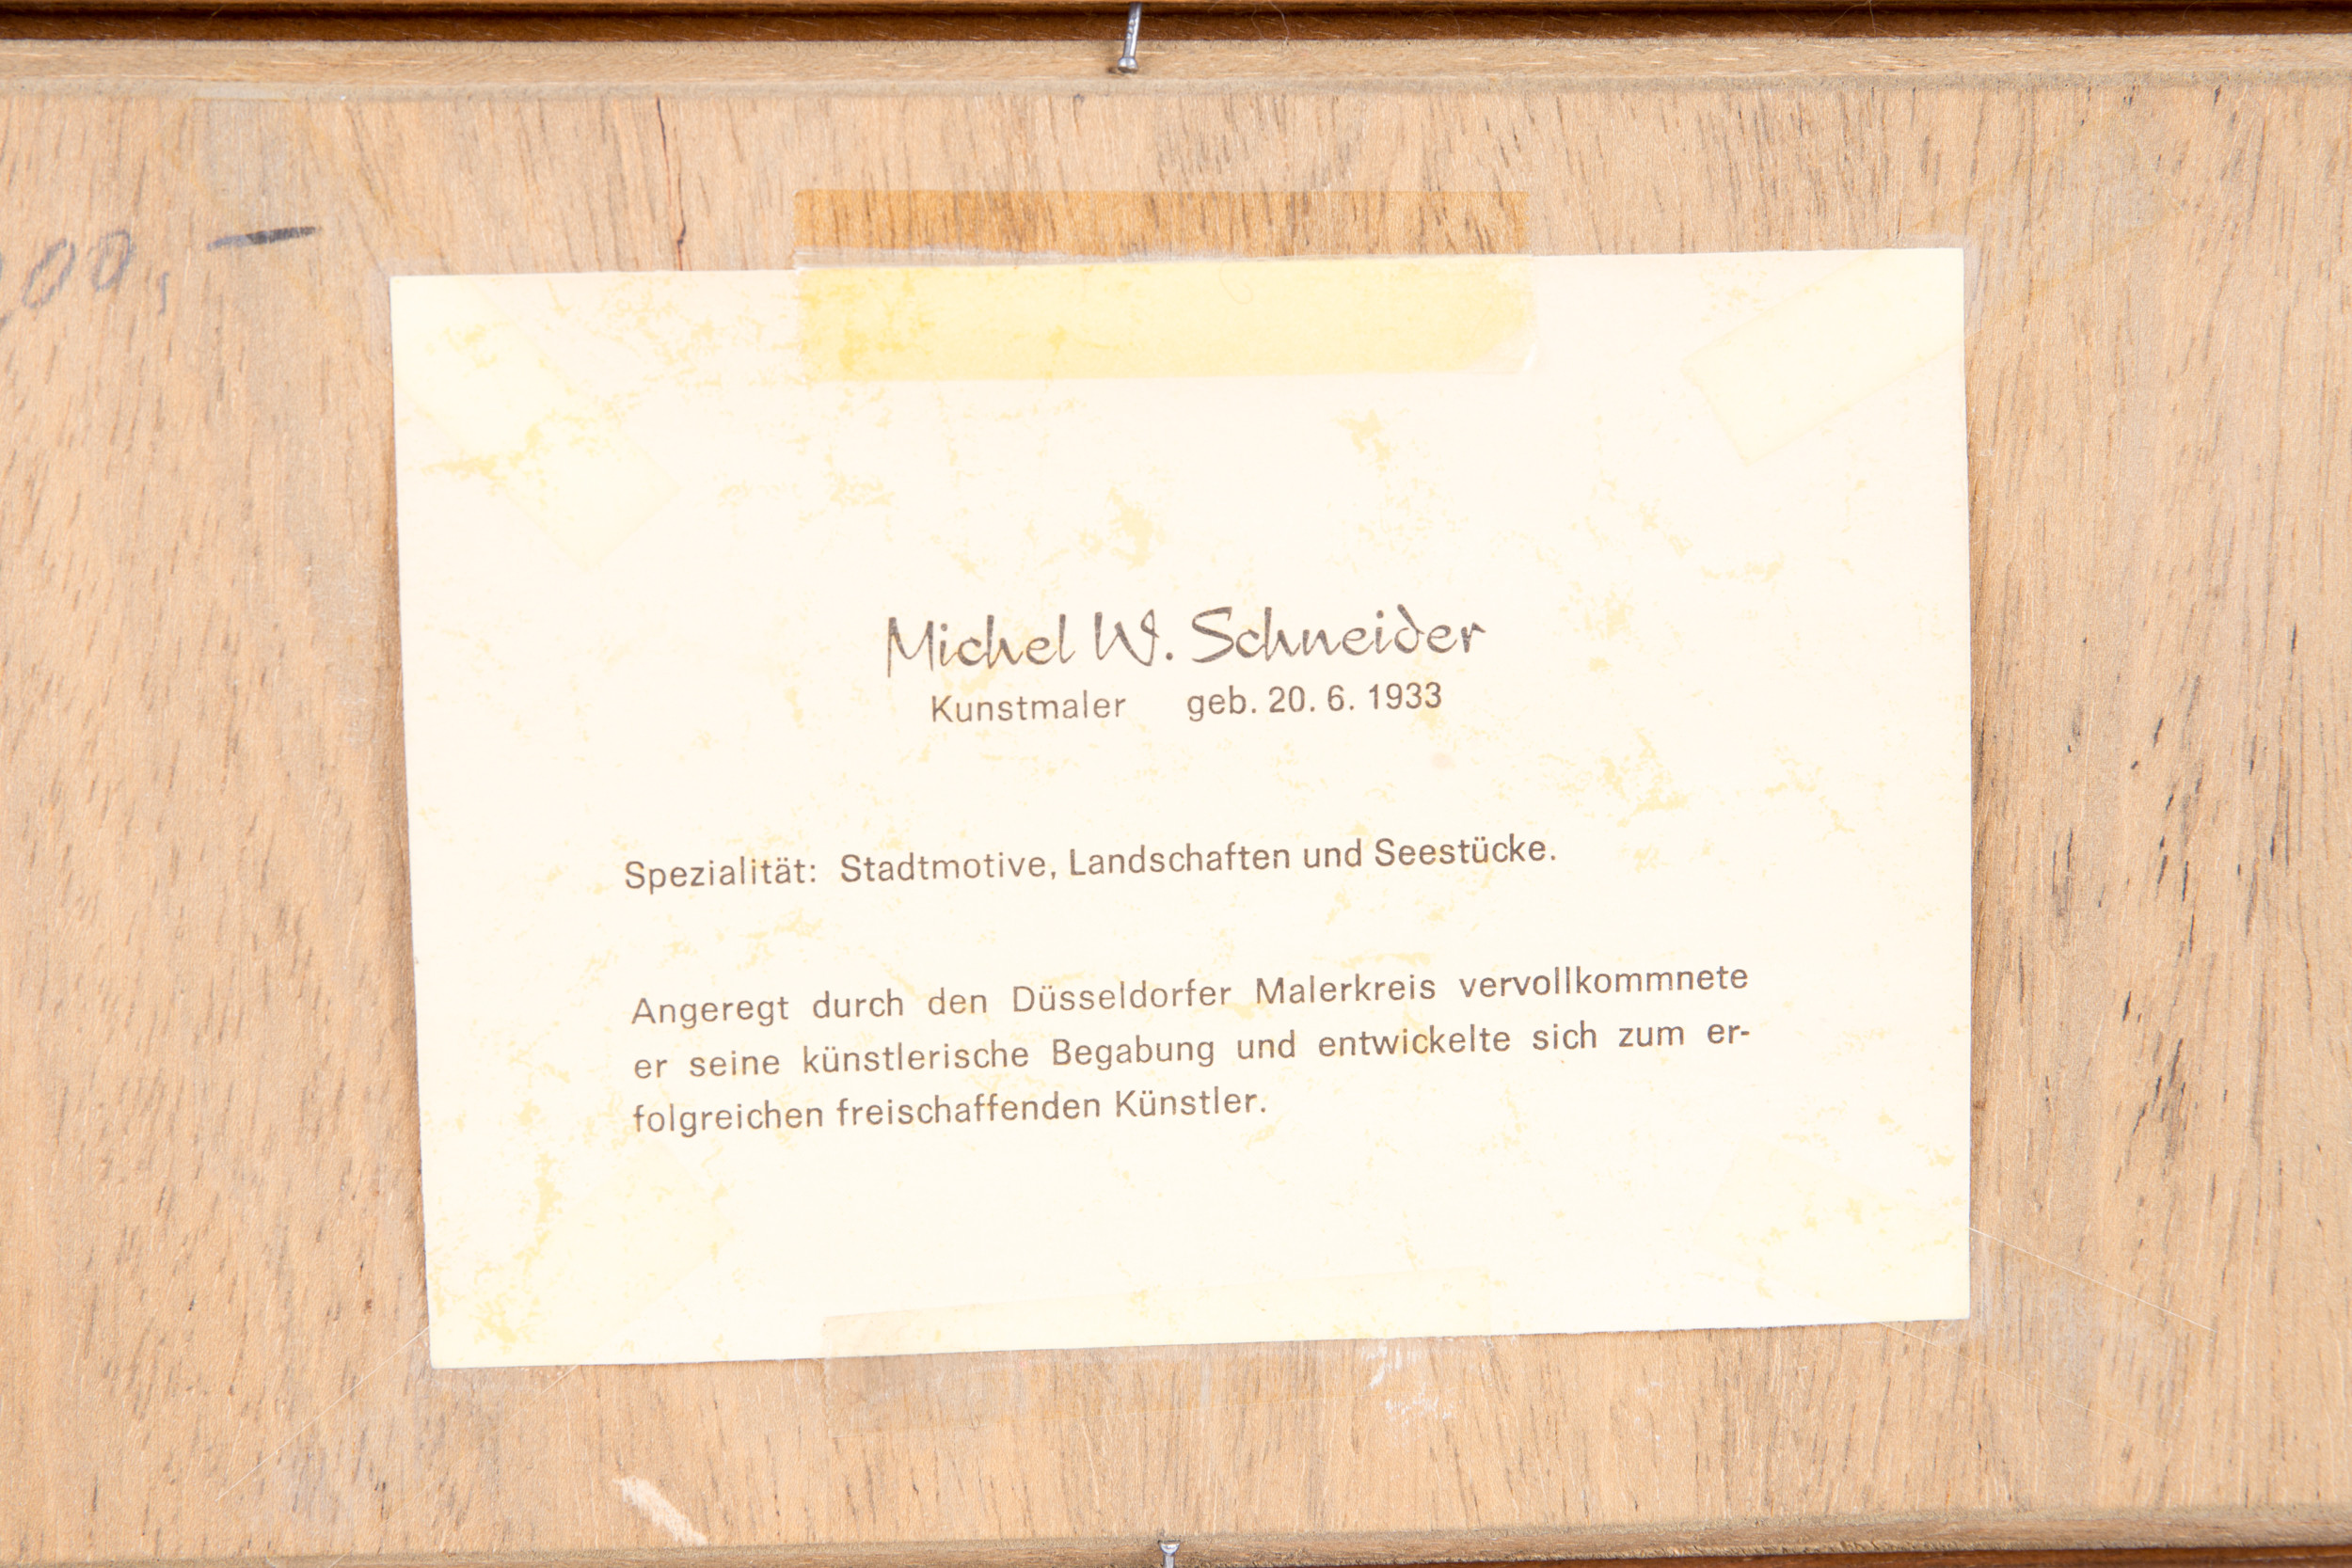 00, —
Michel W. Schneider
Kunstmaler geb. 20. 6. 1933
Spezialität: Stadtmotive, Landschaften und Seestücke.
Angeregt durch den Düsseldorfer Malerkreis vervollkommnete
er seine künstlerische Begabung und entwickelte sich zum er-
folgreichen freischaffenden Künstler.